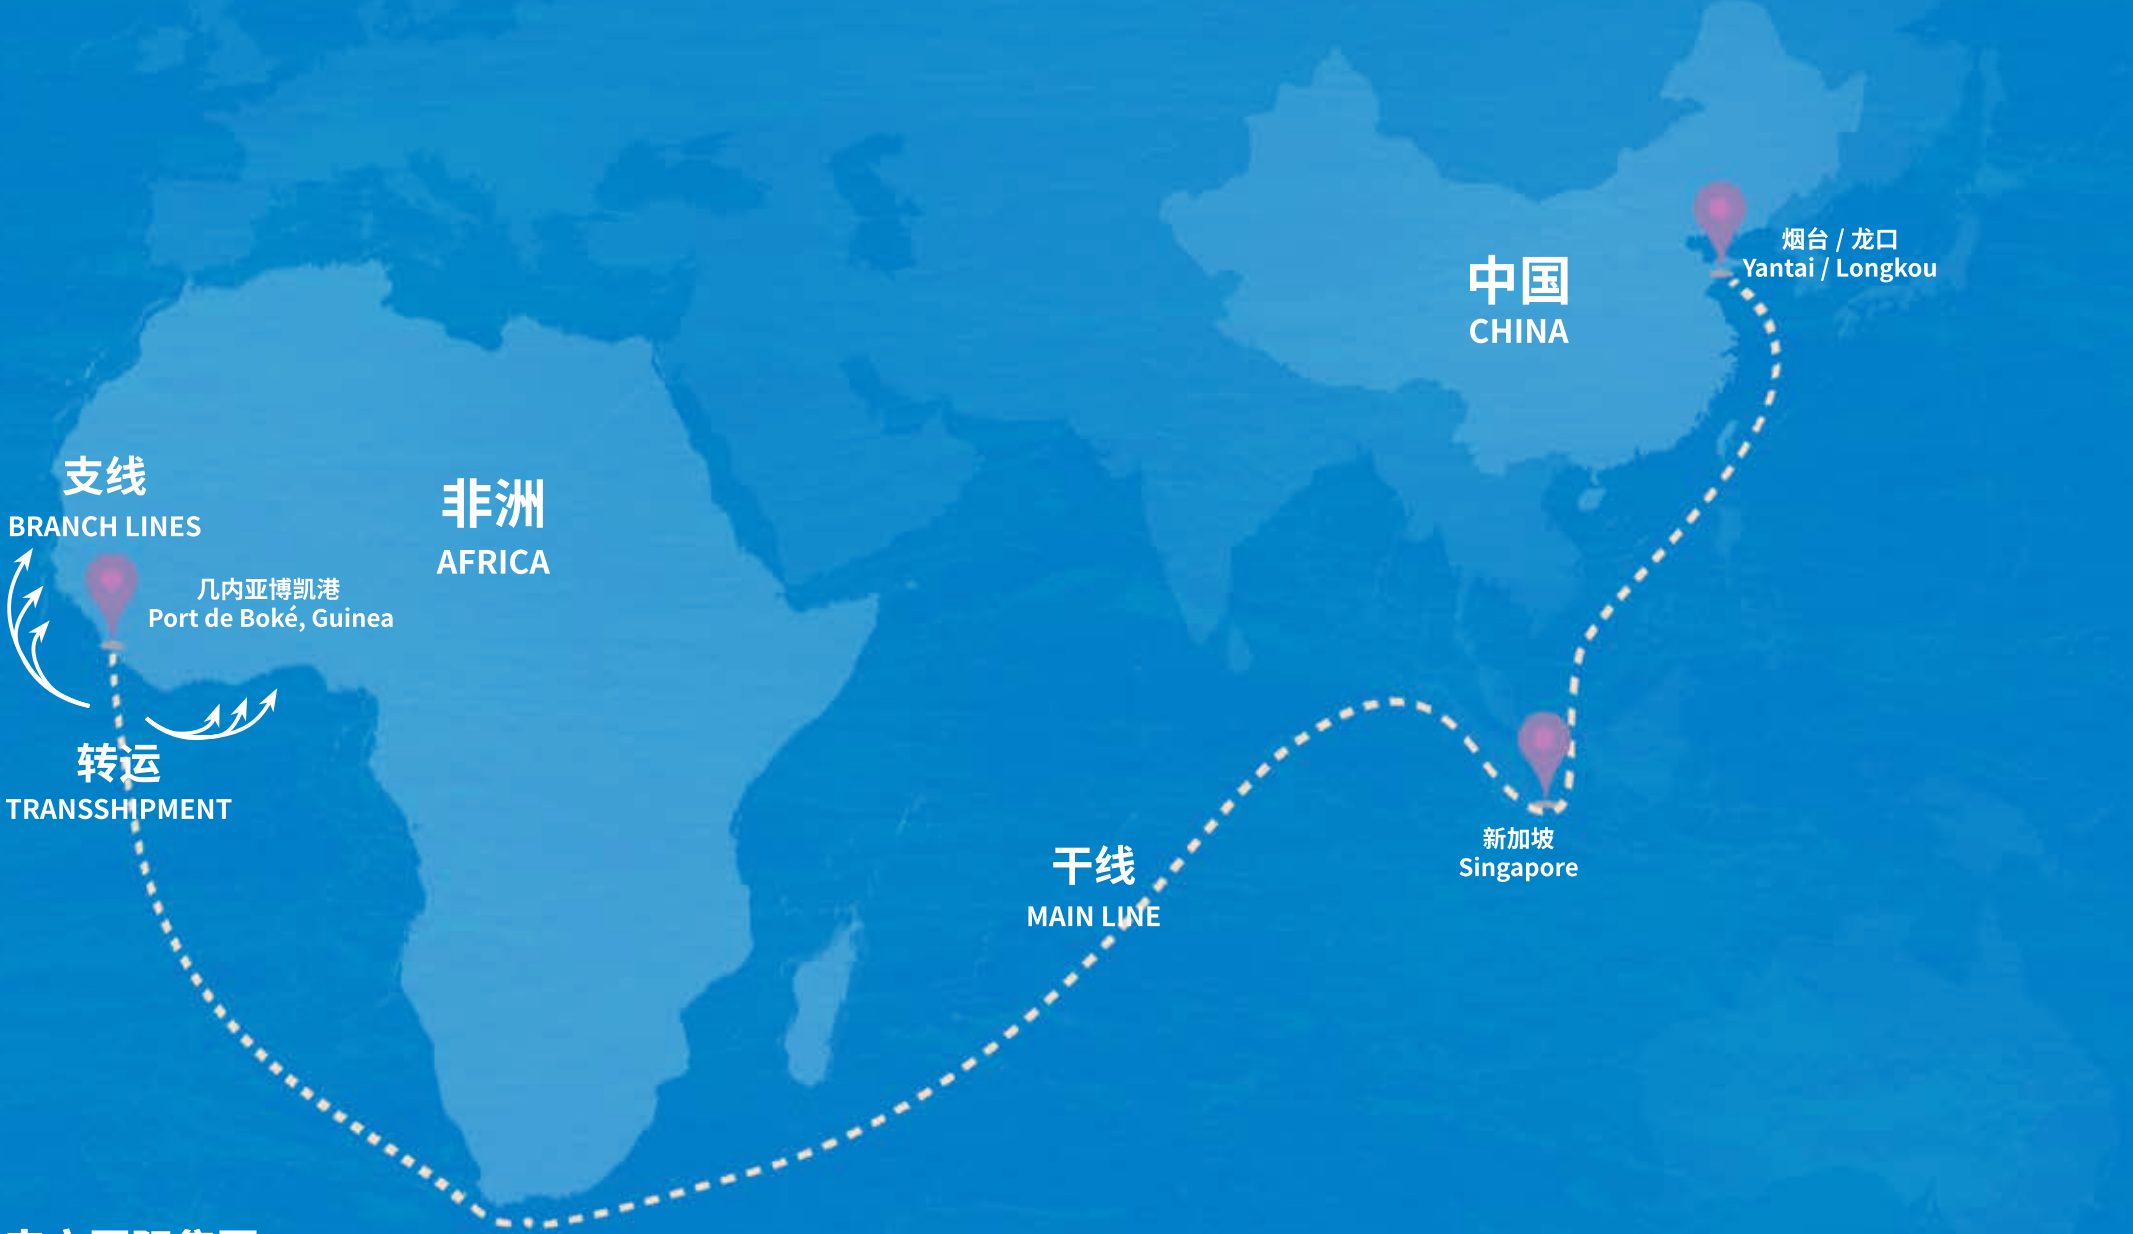 烟台 / 龙口
Yantai / Longkou
中国
CHINA
支线
BRANCH LINES
非洲
AFRICA
几内亚博凯港
Port de Boké, Guinea
转运
TRANSSHIPMENT
新加坡
Singapore
干线
MAIN LINE